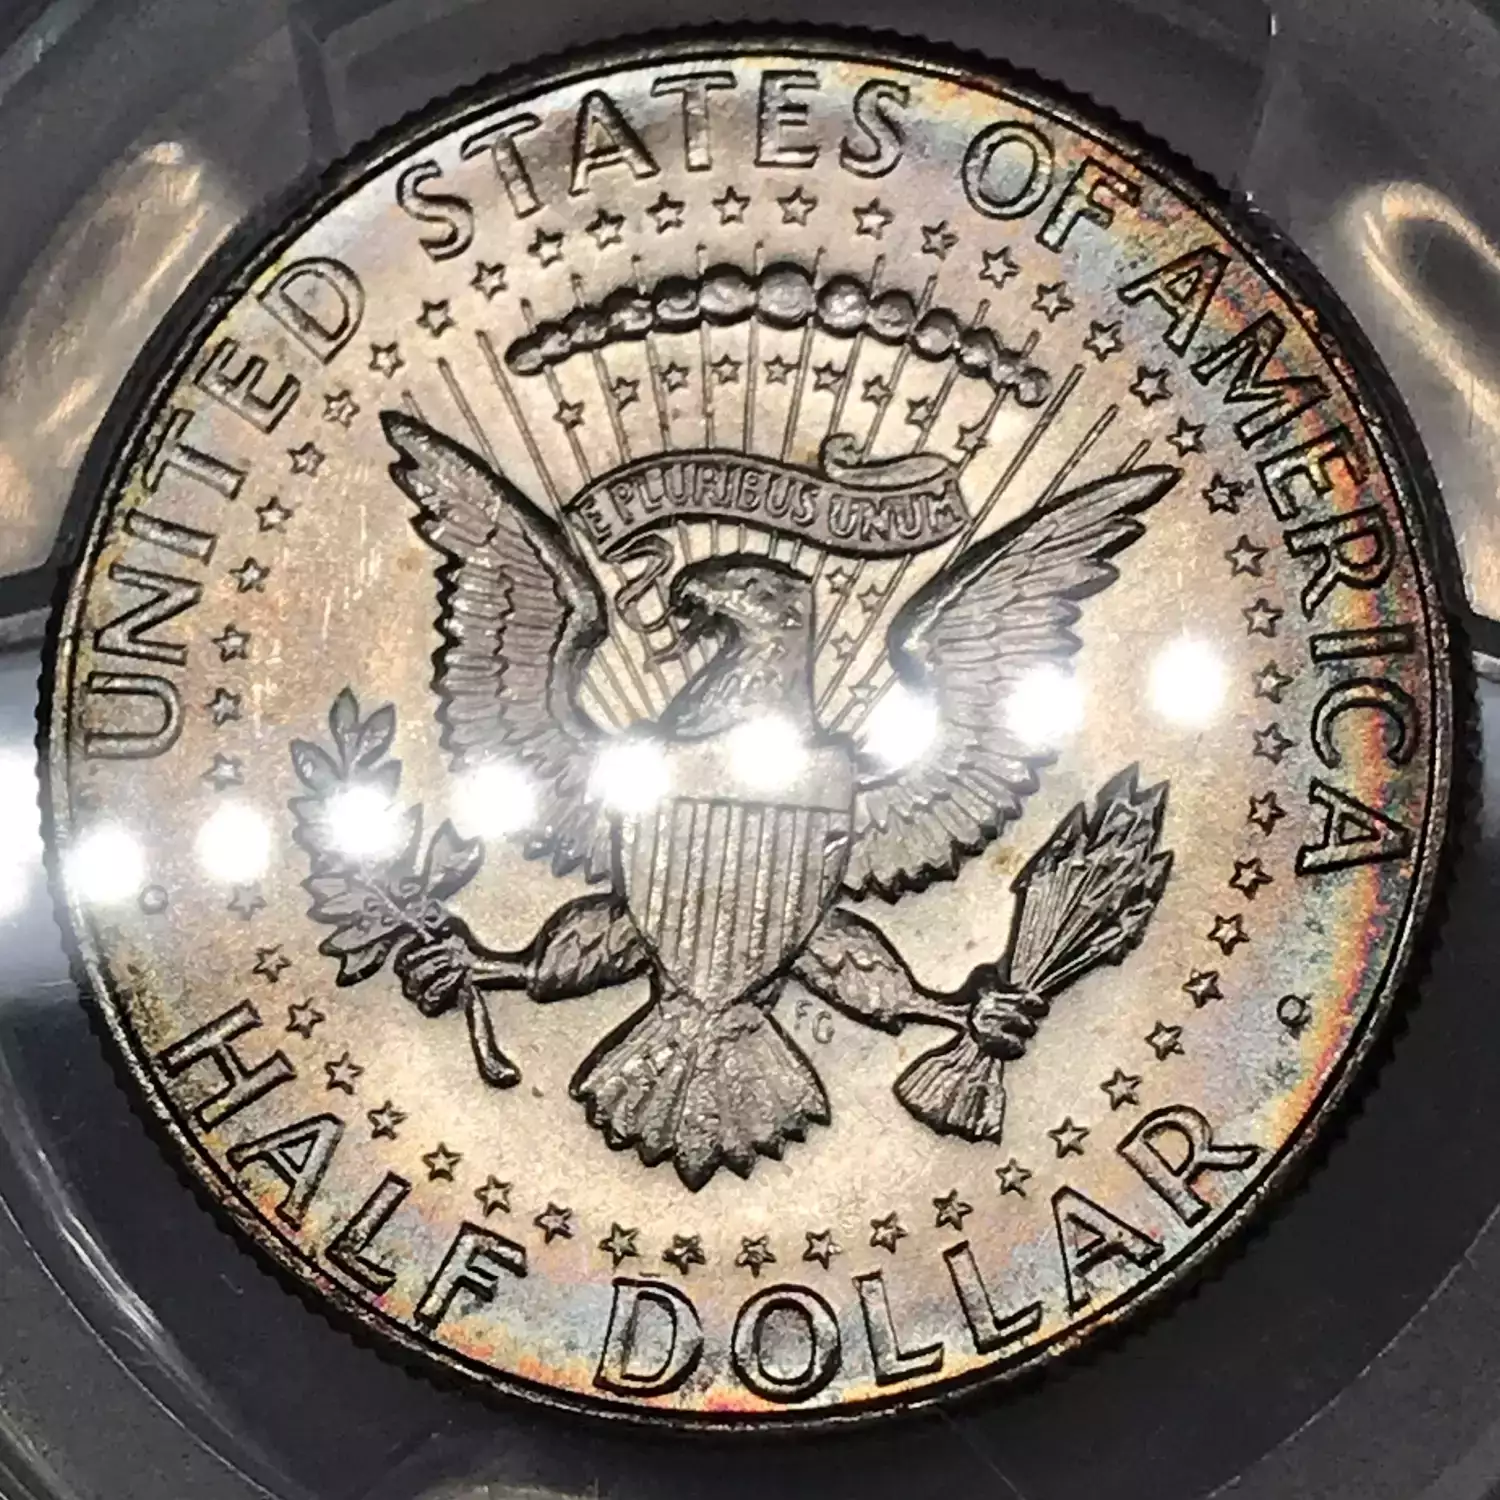 UNITED STATES OF AMERICA
E PLURIBUS UNUM
FG
HALF DOLLAR